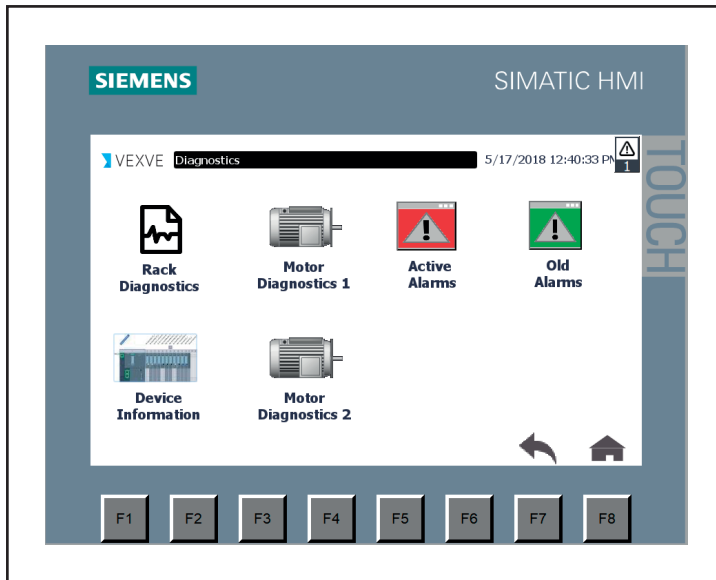 SIEMENS
SIMATIC HMI
TOUCH
VEXVE
Diagnostics
5/17/2018 12:40:33 PM
1
Rack
Diagnostics
Motor
Diagnostics 1
Active
Alarms
Old
Alarms
Device
Information
Motor
Diagnostics 2
F1
F2
F3
F4
F5
F6
F7
F8